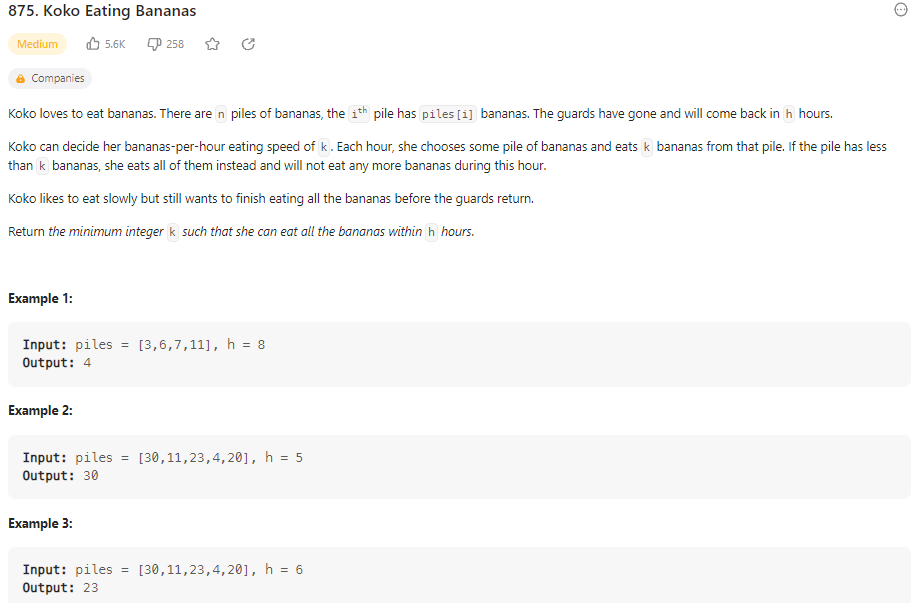 875. Koko Eating Bananas
Medium 5.6K 258
Companies
Koko loves to eat bananas. There are n piles of bananas, the ith pile has piles[i] bananas. The guards have gone and will come back in h hours.
Koko can decide her bananas-per-hour eating speed of k. Each hour, she chooses some pile of bananas and eats k bananas from that pile. If the pile has less
than k bananas, she eats all of them instead and will not eat any more bananas during this hour.
Koko likes to eat slowly but still wants to finish eating all the bananas before the guards return.
Return the minimum integer k such that she can eat all the bananas within h hours.
Example 1:
Input: piles = [3,6,7,11], h = 8
Output: 4
Example 2:
Input: piles = [30,11,23,4,20], h = 5
Output: 30
Example 3:
Input: piles = [30,11,23,4,20], h = 6
Output: 23